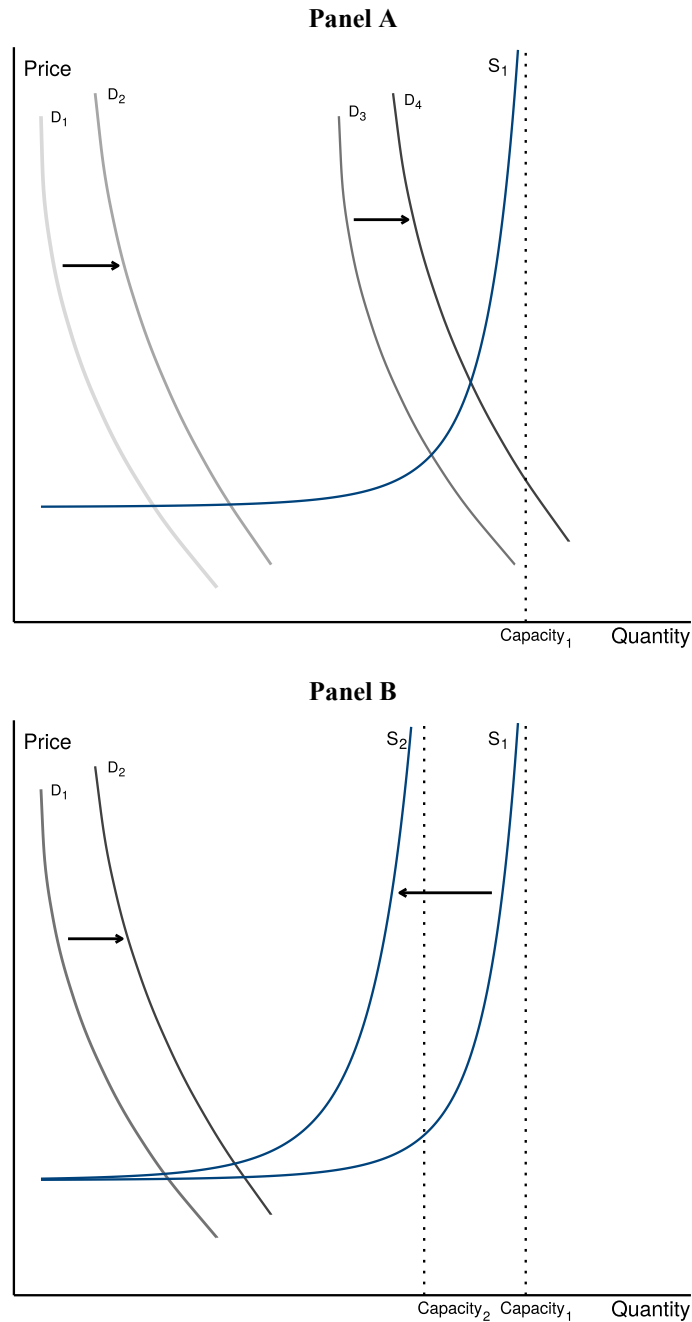 Panel A
Price
S1
D1
D2
D3
D4
Capacity1
Quantity
Panel B
Price
S2
S1
D1
D2
Capacity2
Capacity1
Quantity